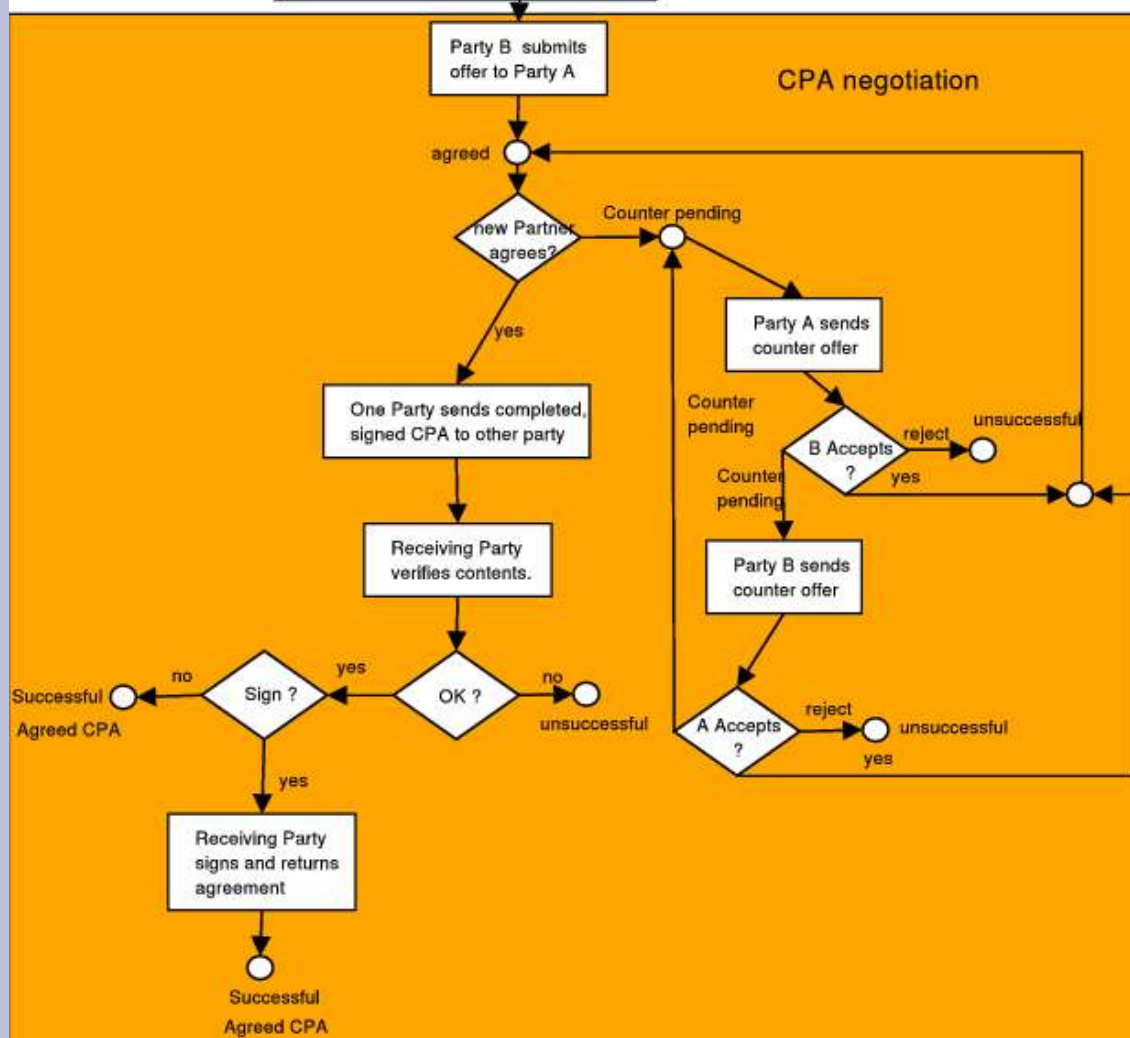 Party B submits
offer to Party A
CPA negotiation
agreed
new Partner
agrees?
Counter pending
yes
Party A sends
counter offer
One Party sends completed,
signed CPA to other party
Counter
pending
B Accepts
?
reject
unsuccessful
yes
Counter
pending
Receiving Party
verifies contents.
Party B sends
counter offer
Successful
Agreed CPA
no
Sign ?
yes
OK ?
no
unsuccessful
A Accepts
?
reject
unsuccessful
yes
yes
Receiving Party
signs and returns
agreement
Successful
Agreed CPA